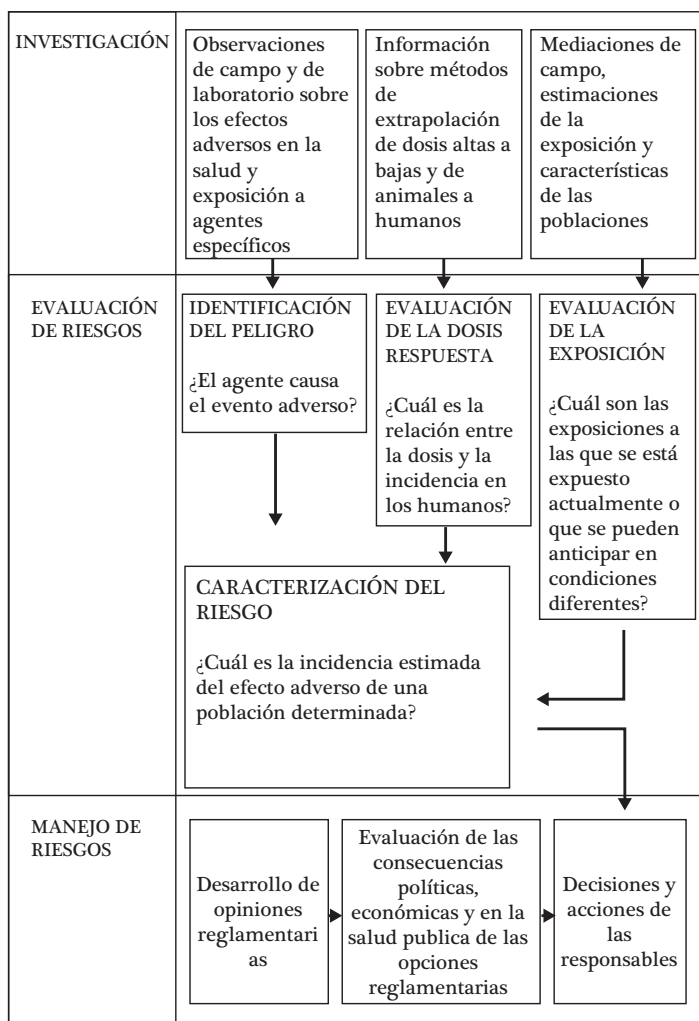 INVESTIGACIÓN
Observaciones
de campo y de
laboratorio sobre
los efectos
adversos en la
salud y
exposición a
agentes
específicos
Información
sobre métodos
de
extrapolación
de dosis altas a
bajas y de
animales a
humanos
Mediaciones de
campo,
estimaciones
de la
exposición y
características
de las
poblaciones
EVALUACIÓN
DE RIESGOS
IDENTIFICACIÓN
DEL PELIGRO
¿El agente causa
el evento adverso?
EVALUACIÓN
DE LA DOSIS
RESPUESTA
¿Cuál es la
relación entre
la dosis y la
incidencia en
los humanos?
EVALUACIÓN
DE LA
EXPOSICIÓN
¿Cuál son las
exposiciones a
las que se está
expuesto
actualmente o
que se pueden
anticipar en
condiciones
diferentes?
CARACTERIZACIÓN DEL
RIESGO
¿Cuál es la incidencia estimada
del efecto adverso de una
población determinada?
MANEJO DE
RIESGOS
Desarrollo de
opiniones
reglamentari
as
Evaluación de las
consecuencias
políticas,
económicas y en la
salud publica de las
opciones
reglamentarias
Decisiones y
acciones de
las
responsables